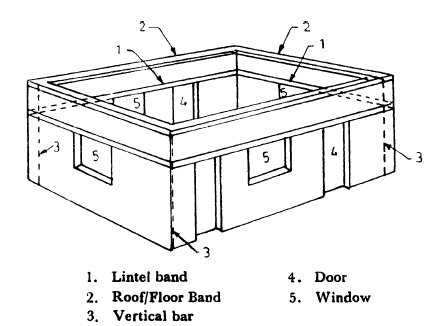 2 2
1 1
5 4 5
3 5 5 4 3
3
1. Lintel band 4. Door
2. Roof/Floor Band 5. Window
3, Vertical bar